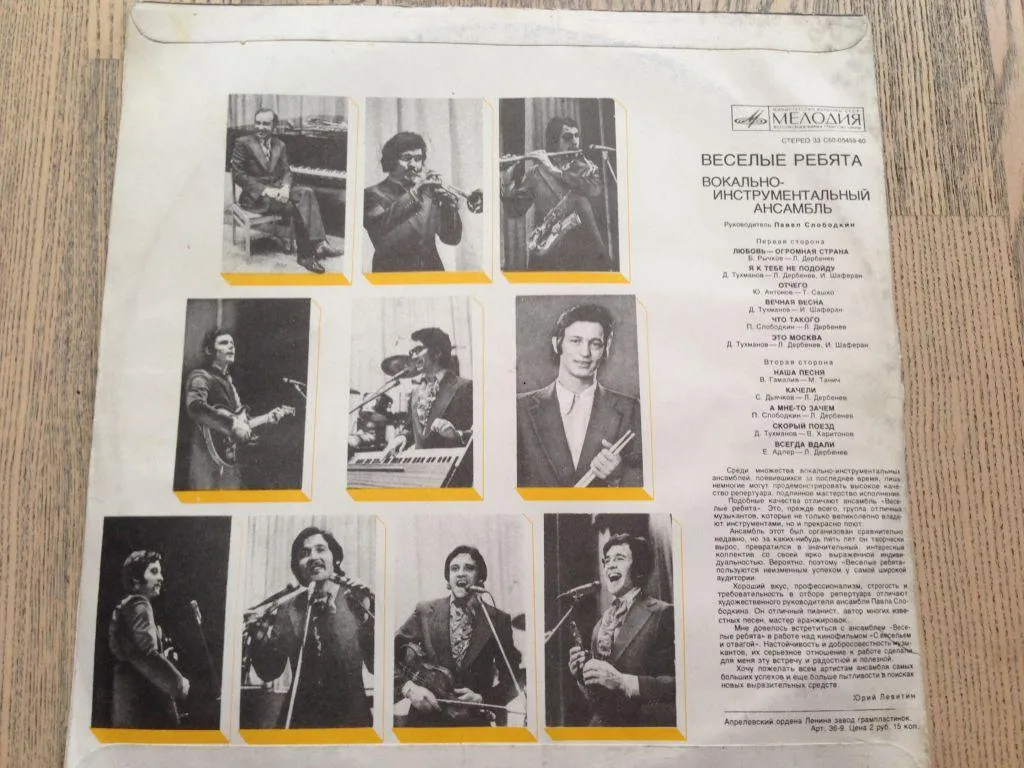 МЕЛОДИЯ
СТЕРЕО 33 С60-05459-60
ВЕСЕЛЫЕ РЕБЯТА
ВОКАЛЬНО-
ИНСТРУМЕНТАЛЬНЫЙ
АНСАМБЛЬ
Руководитель Павел Слободкин
Первая сторона
ЛЮБОВЬ — ОГРОМНАЯ СТРАНА
Б. Рычков — Л. Дербенев
Я К ТЕБЕ НЕ ПОДОЙДУ
Д. Тухманов — Л. Дербенев, И. Шаферан
ОТЧЕГО
Ю. Антонов — Т. Сашко
ВЕЧНАЯ ВЕСНА
Д. Тухманов — И. Шаферан
ЧТО ТАКОГО
П. Слободкин — Л. Дербенев
ЭТО МОСКВА
Д. Тухманов — Л. Дербенев, И. Шаферан
Вторая сторона
НАША ПЕСНЯ
В. Гамалия — М. Танич
КАЧЕЛИ
С. Дьячков — Л. Дербенев
А МНЕ-ТО ЗАЧЕМ
П. Слободкин — Л. Дербенев
СКОРЫЙ ПОЕЗД
Д. Тухманов — В. Харитонов
ВСЕГДА ВДАЛИ
Е. Адлер — Л. Дербенев
Среди множества вокально-инструментальных
ансамблей, появившихся за последнее время, лишь
немногие могут продемонстрировать высокое каче-
ство репертуара, подлинное мастерство исполнения.
Подобные качества отличают ансамбль «Весе-
лые ребята». Это, прежде всего, группа отличных
музыкантов, которые не только великолепно владе-
ют инструментами, но и прекрасно поют.
Ансамбль этот был организован сравнительно
недавно, но за каких-нибудь пять лет он творчески
вырос, превратился в значительный, интересный
коллектив со своей ярко выраженной индиви-
дуальностью. Вероятно, поэтому «Веселые ребята»
пользуются неизменным успехом у самой широкой
аудитории.
Хороший вкус, профессионализм, строгость и
требовательность в отборе репертуара отличают
художественного руководителя ансамбля Павла Сло-
бодкина. Он отличный пианист, автор многих изве-
стных песен, мастер аранжировок.
Мне довелось встретиться с ансамблем «Весе-
лые ребята» в работе над кинофильмом «С весельем
и отвагой». Настойчивость и добросовестность музы-
кантов, их серьезное отношение к работе сделали
для меня эту встречу и радостной и полезной.
Хочу пожелать всем артистам ансамбля самых
больших успехов и еще больше пытливости в поисках
новых выразительных средств.
Юрий Левитин
Апрелевский ордена Ленина завод грампластинок.
Арт. 36-9. Цена 2 руб. 15 коп.